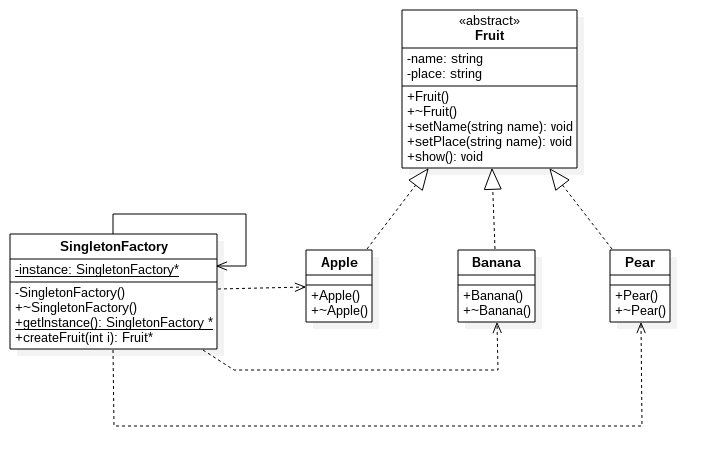 «abstract»
Fruit
-name: string
-place: string
+Fruit()
+~Fruit()
+setName(string name): void
+setPlace(string name): void
+show(): void
SingletonFactory
-instance: SingletonFactory*
-SingletonFactory()
+~SingletonFactory()
+getInstance(): SingletonFactory *
+createFruit(int i): Fruit*
Apple
+Apple()
+~Apple()
Banana
+Banana()
+~Banana()
Pear
+Pear()
+~Pear()